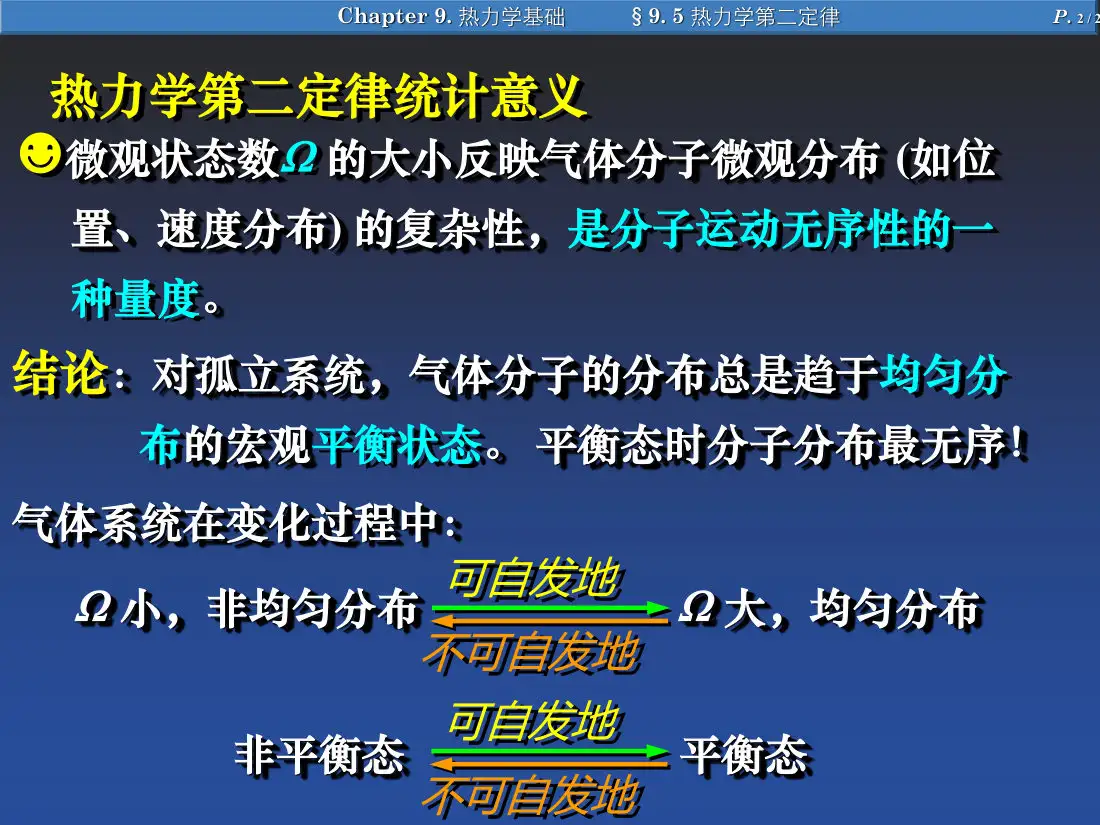 Chapter 9. 热力学基础 § 9. 5 热力学第二定律 P. 2 / 2
热力学第二定律统计意义
微观状态数Ω 的大小反映气体分子微观分布 (如位
置、速度分布) 的复杂性，是分子运动无序性的一
种量度。
结论：对孤立系统，气体分子的分布总是趋于均匀分
布的宏观平衡状态。 平衡态时分子分布最无序！
气体系统在变化过程中：
可自发地
Ω 小，非均匀分布 Ω 大，均匀分布
不可自发地
可自发地
非平衡态 平衡态
不可自发地